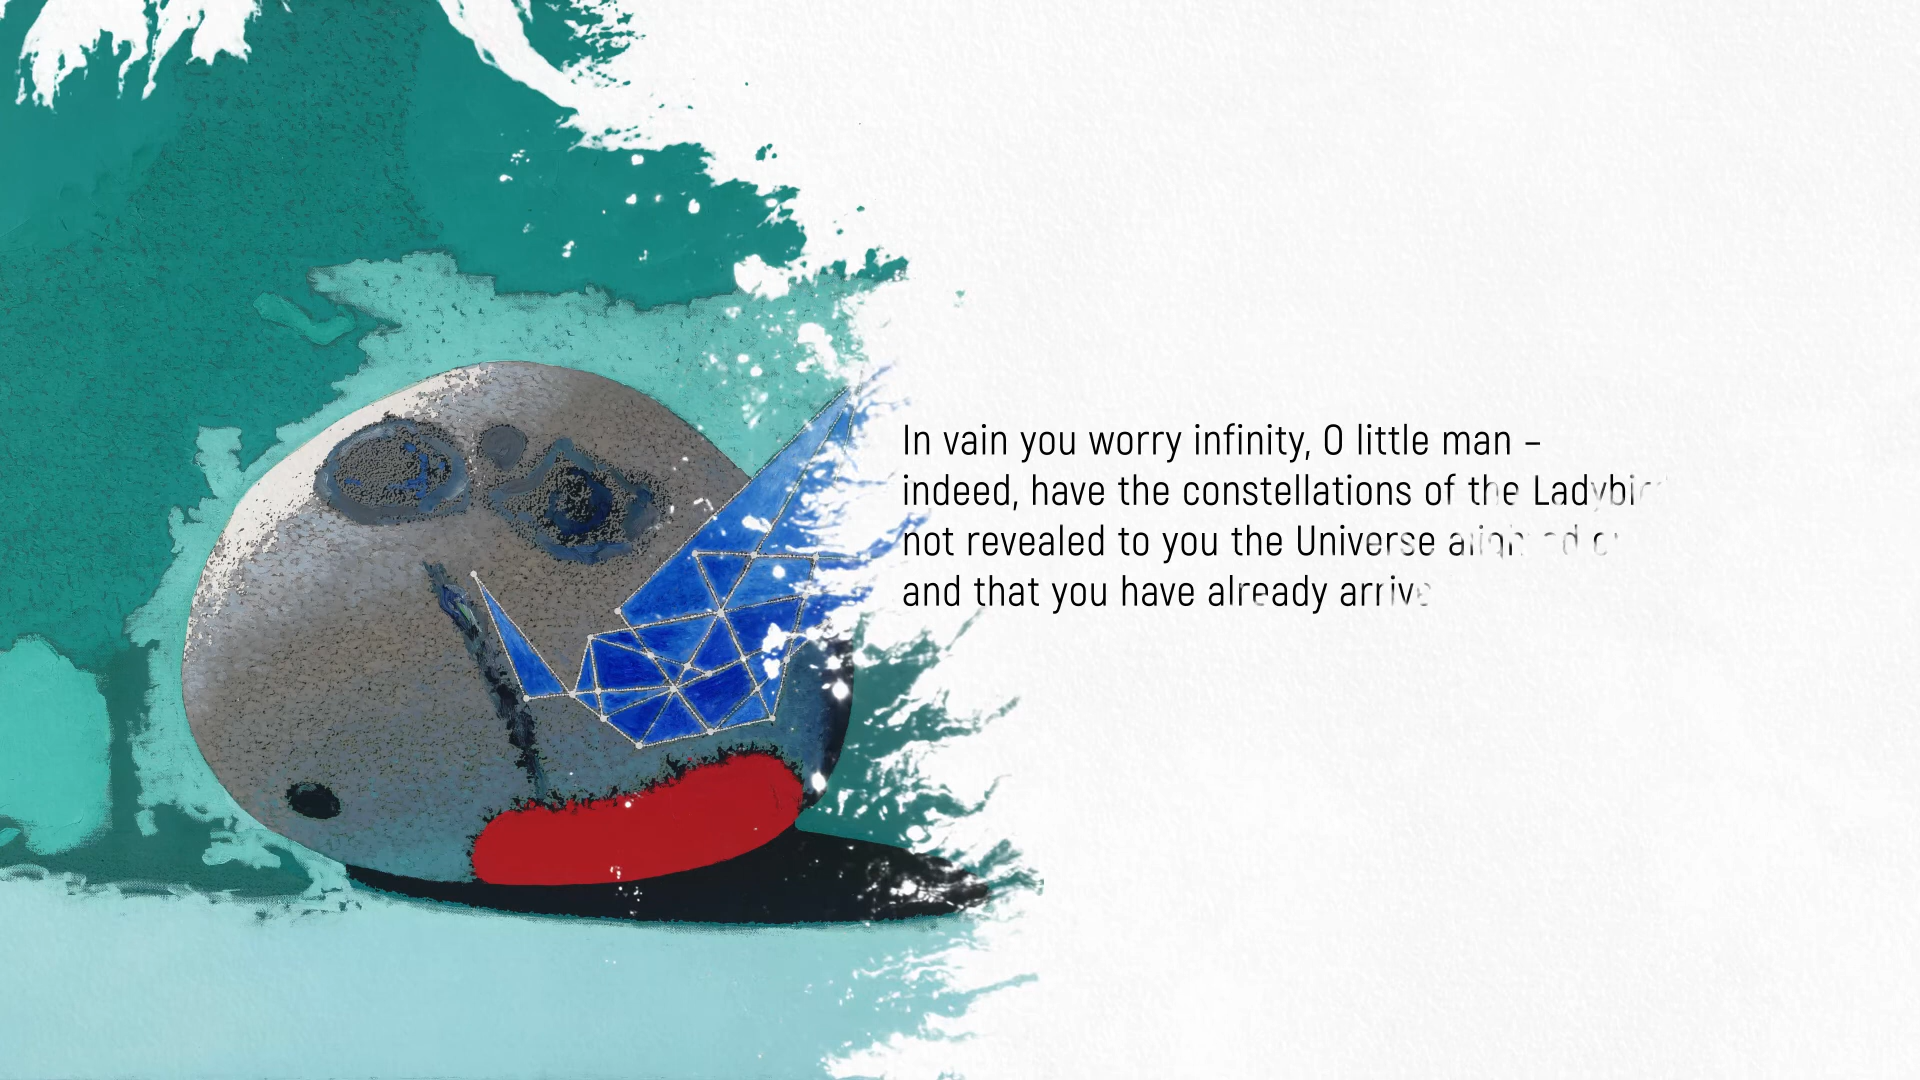 In vain you worry infinity, O little man –
indeed, have the constellations of the Ladybird
not revealed to you the Universe
and that you have already